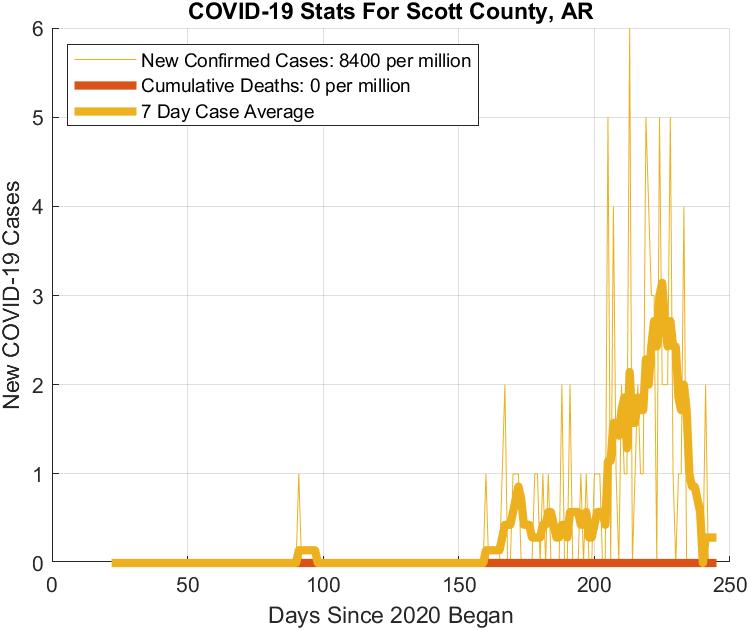 COVID-19 Stats For Scott County, AR
New Confirmed Cases: 8400 per million
Cumulative Deaths: 0 per million
7 Day Case Average
New COVID-19 Cases
6
5
4
3
2
1
0
0 50 100 150 200 250
Days Since 2020 Began